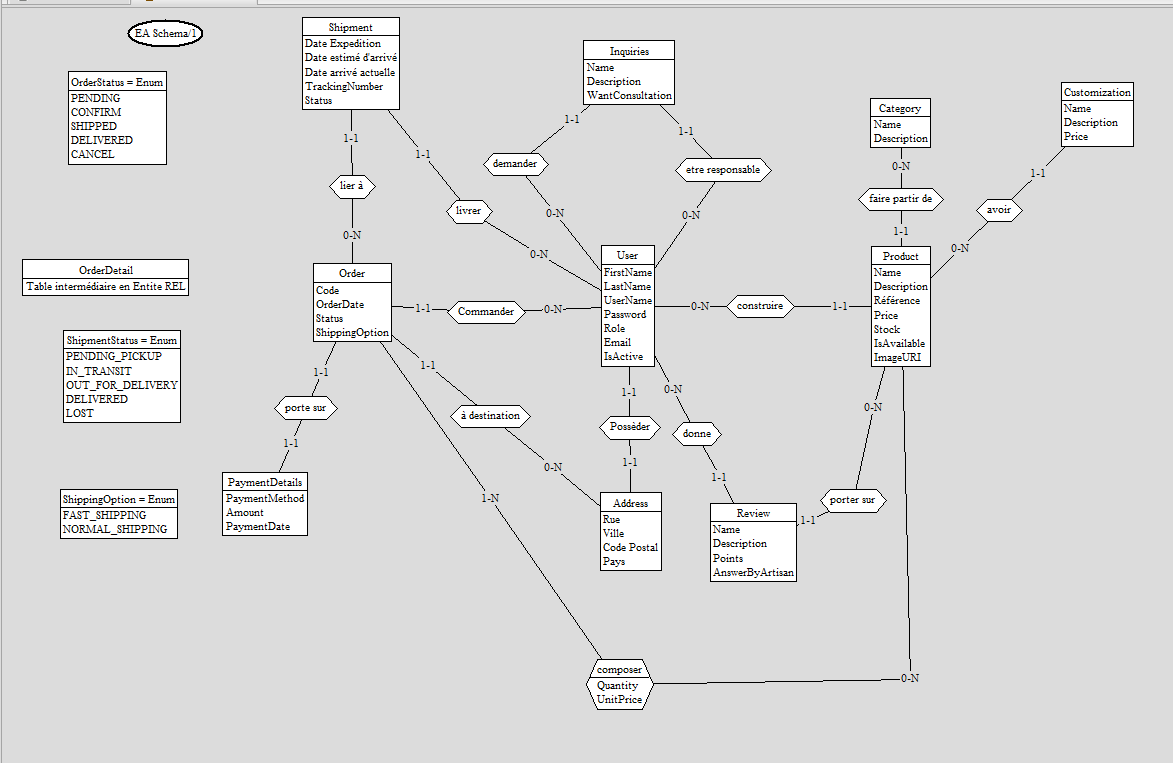 EA Schema/1
OrderStatus = Enum
PENDING
CONFIRM
SHIPPED
DELIVERED
CANCEL
Shipment
Date Expedition
Date estimé d'arrivé
Date arrivé actuelle
TrackingNumber
Status
Inquiries
Name
Description
WantConsultation
Category
Name
Description
Customization
Name
Description
Price
1-1
1-1
1-1
1-1
0-N
1-1
lier à
livrer
demander
etre responsable
faire partir de
avoir
0-N
0-N
0-N
0-N
1-1
0-N
OrderDetail
Table intermédiaire en Entite REL
Order
Code
OrderDate
Status
ShippingOption
1-1
Commander
0-N
User
FirstName
LastName
UserName
Password
Role
Email
IsActive
0-N
construire
1-1
Product
Name
Description
Référence
Price
Stock
IsAvailable
ImageURI
ShipmentStatus = Enum
PENDING_PICKUP
IN_TRANSIT
OUT_FOR_DELIVERY
DELIVERED
LOST
1-1
porte sur
1-1
1-1
à destination
0-N
1-1
Possèder
1-1
0-N
donne
1-1
0-N
porter sur
1-1
ShippingOption = Enum
FAST_SHIPPING
NORMAL_SHIPPING
PaymentDetails
PaymentMethod
Amount
PaymentDate
1-N
Address
Rue
Ville
Code Postal
Pays
Review
Name
Description
Points
AnswerByArtisan
composer
Quantity
UnitPrice
0-N